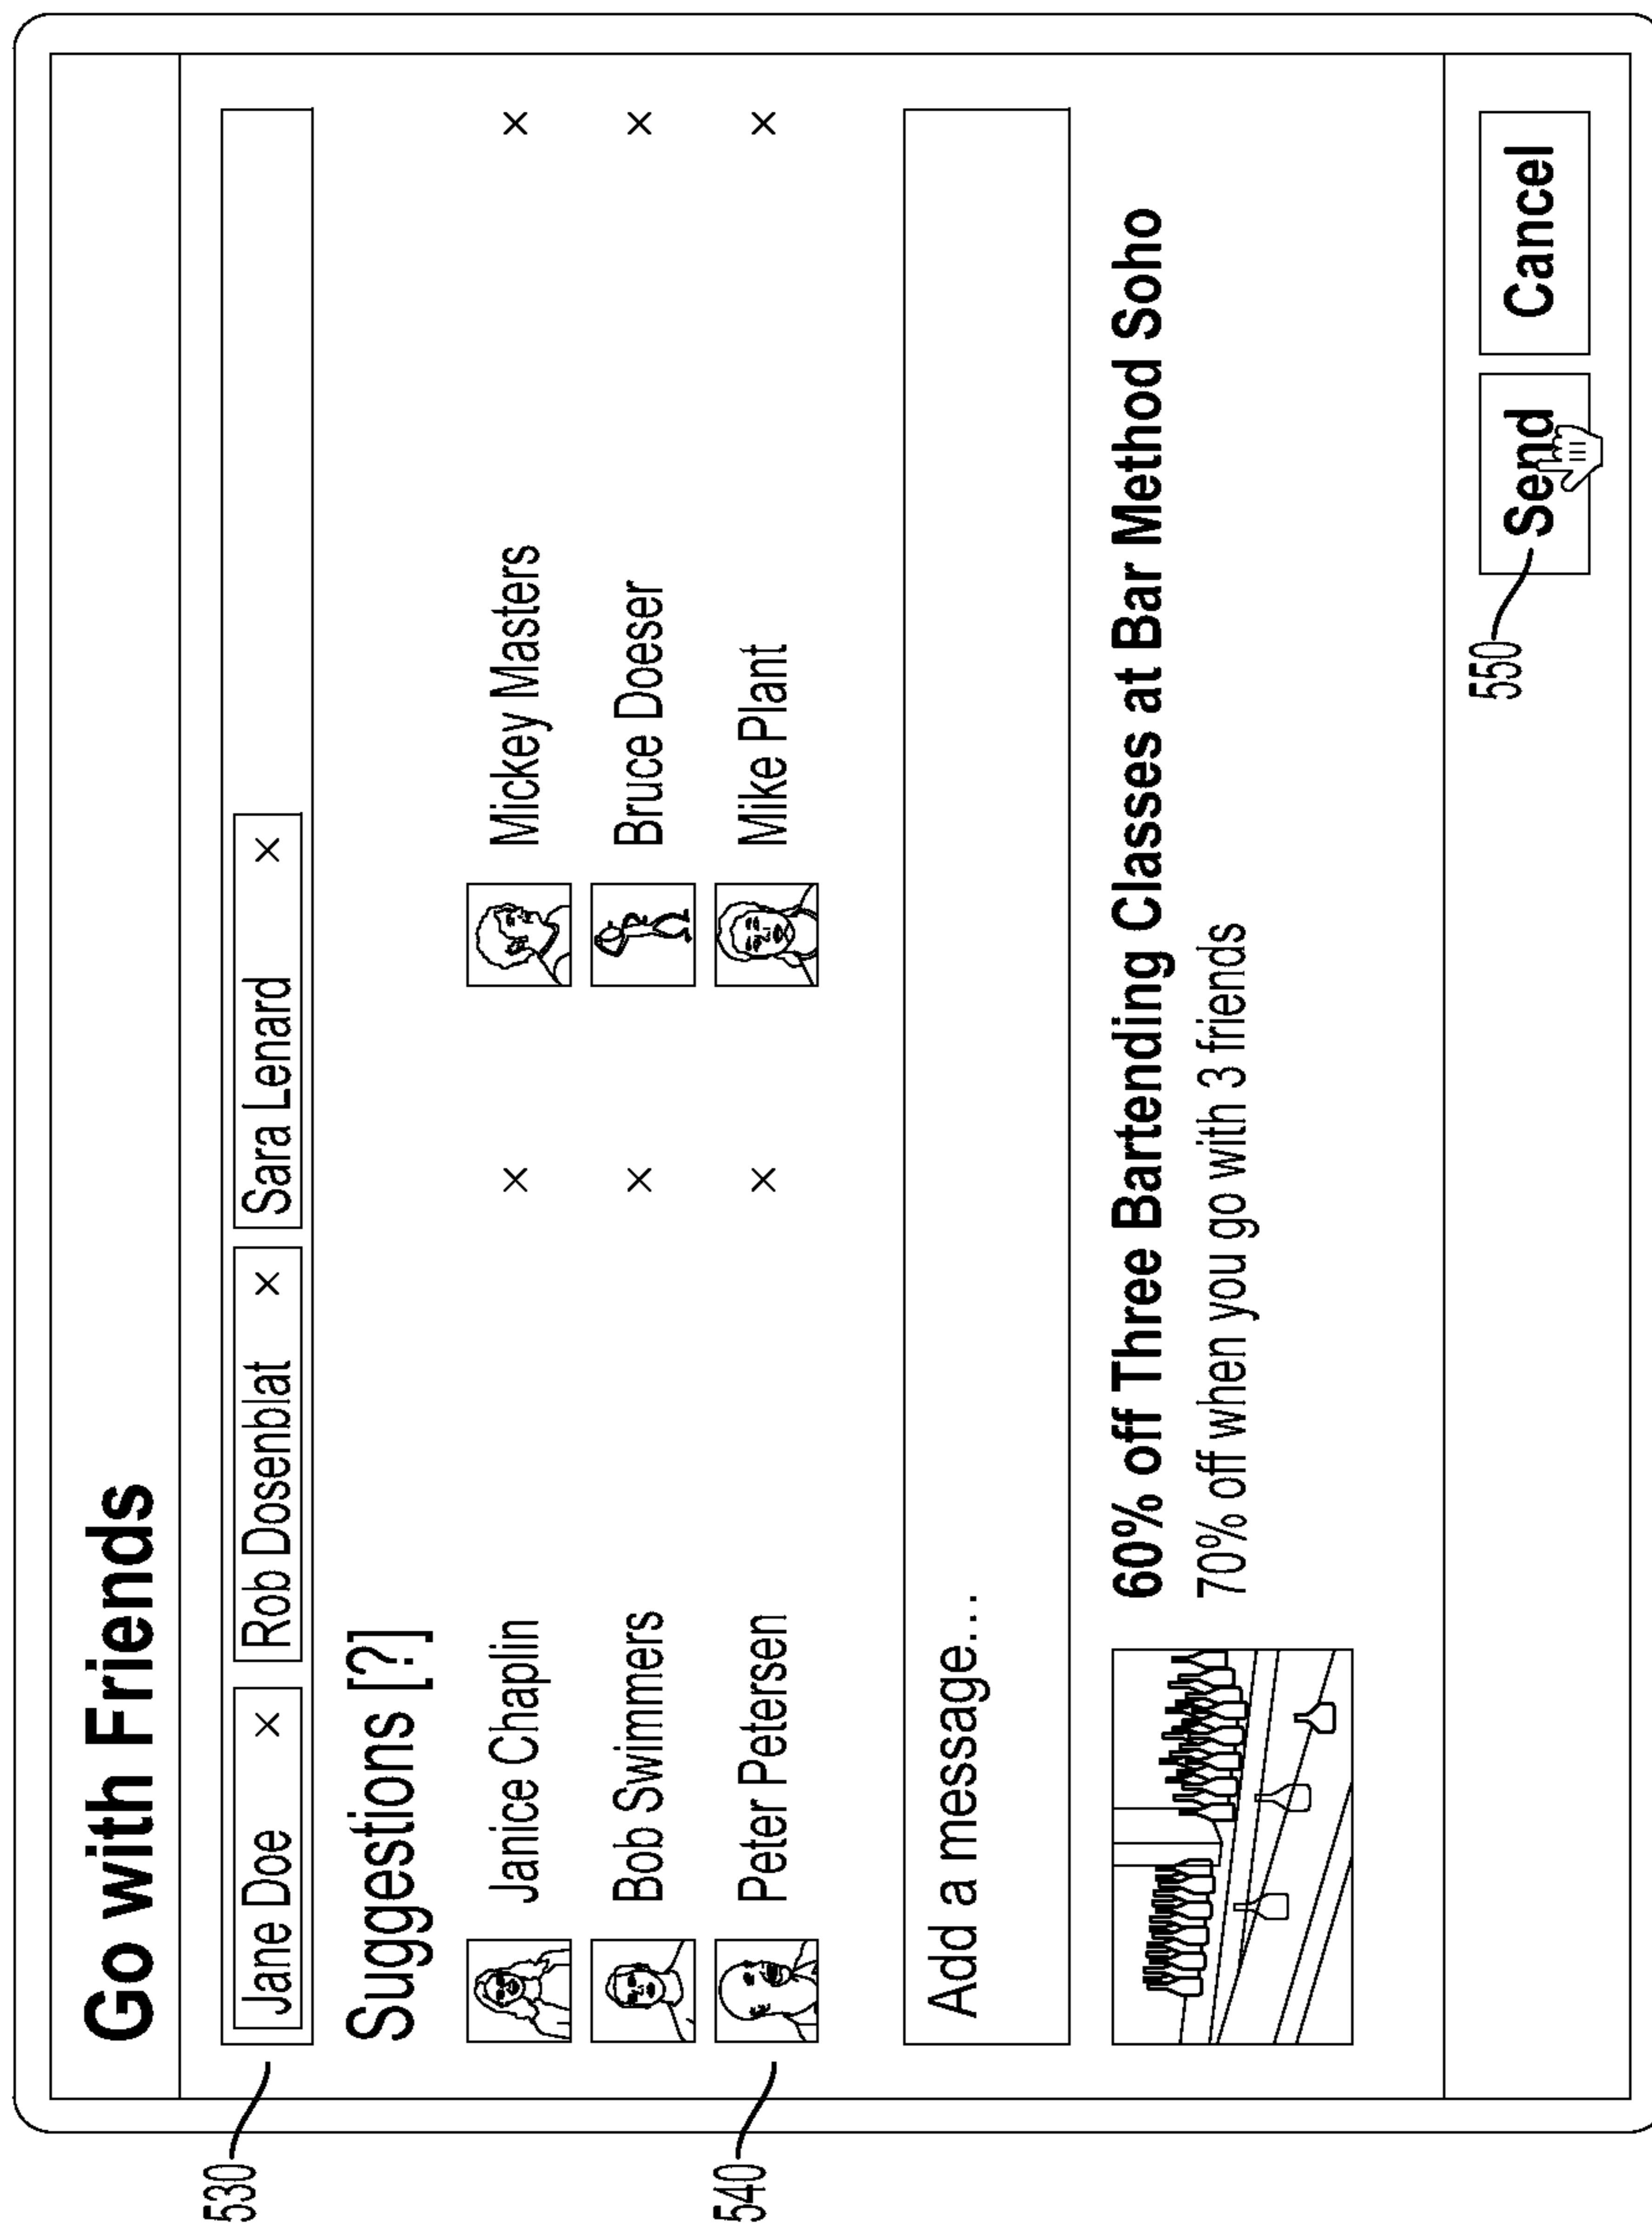 Go with Friends
530
Jane Doe × Rob Dosenblat × Sara Lenard ×
Suggestions [?]
Janice Chaplin × Mickey Masters ×
Bob Swimmers × Bruce Doeser ×
540
Peter Petersen × Mike Plant ×
Add a message...
60% off Three Bartending Classes at Bar Method Soho
70% off when you go with 3 friends
550
Send Cancel